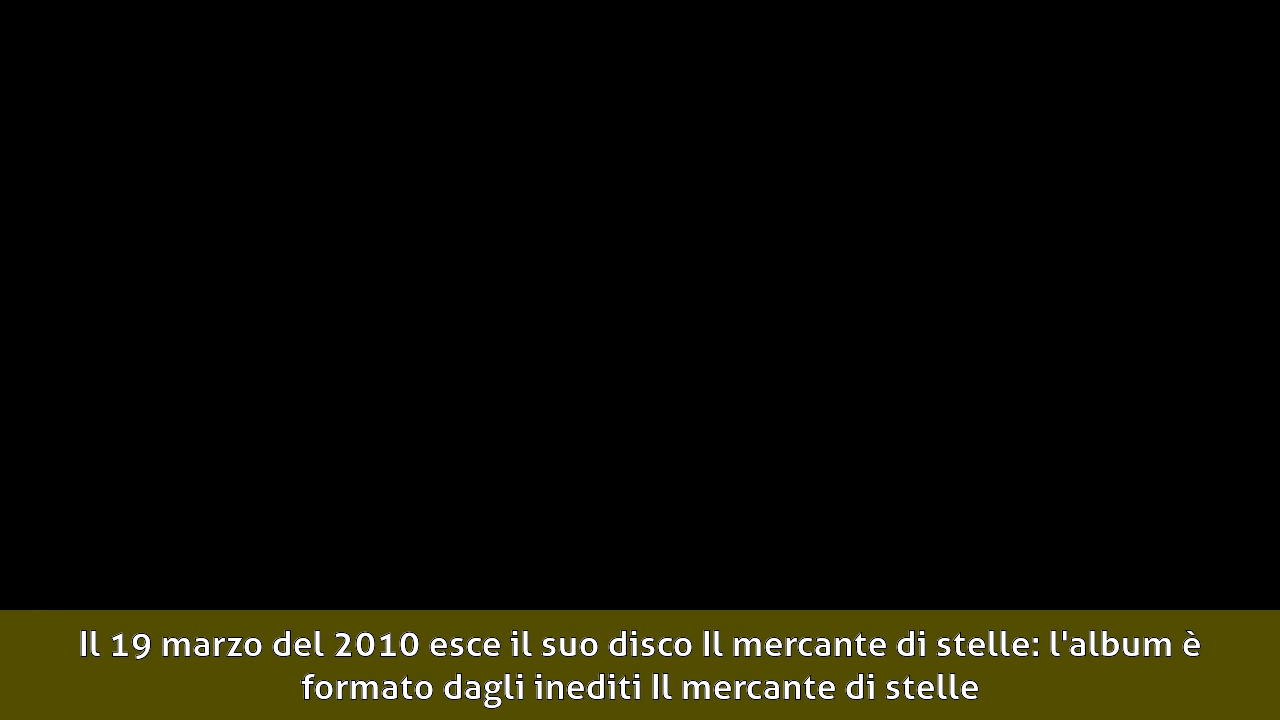 Il 19 marzo del 2010 esce il suo disco Il mercante di stelle: l'album è
formato dagli inediti Il mercante di stelle